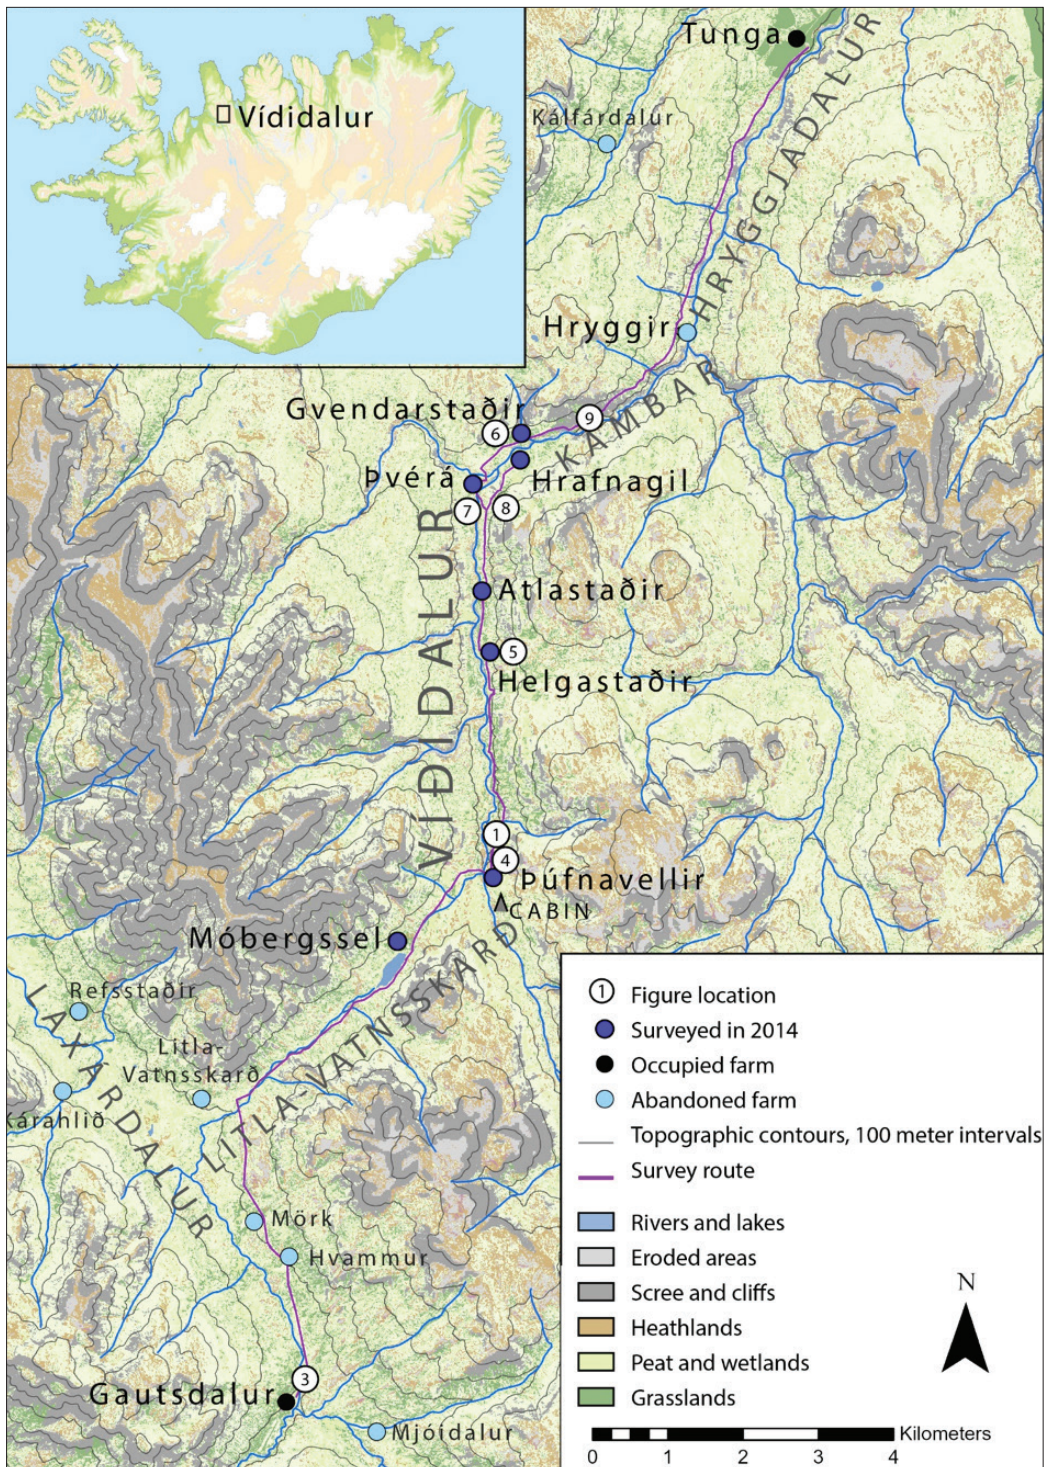 Vídidalur
Tunga
Kálfárdalur
HRYGGJADALUR
Hryggir
KAMBAR
Gvendarstaðir
6
9
Hrafnagil
Þvérá
7
8
VÍÐIDALUR
Atlastaðir
5
Helgastaðir
1
4
Þúfnavellir
CABIN
Móbergssel
LITLA-VATNSSKARÐ
Refsstaðir
LAXÁRDALUR
Litla-
Vatnsskarð
Kárahlíð
Mörk
Hvammur
3
Gautsdalur
Mjóidalur
1 Figure location
Surveyed in 2014
Occupied farm
Abandoned farm
Topographic contours, 100 meter intervals
Survey route
Rivers and lakes
Eroded areas
Scree and cliffs
Heathlands
Peat and wetlands
Grasslands
N
Kilometers
0 1 2 3 4